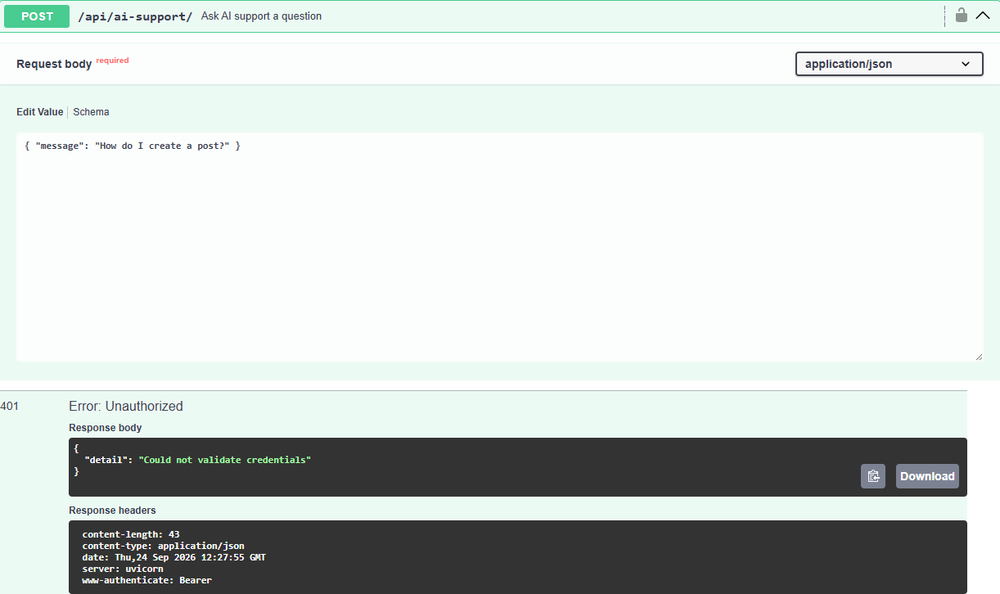 POST /api/ai-support/ Ask AI support a question
Request body required
application/json
Edit Value Schema
{ "message": "How do I create a post?" }
401 Error: Unauthorized
Response body
{
"detail": "Could not validate credentials"
}
Download
Response headers
content-length: 43
content-type: application/json
date: Thu,24 Sep 2026 12:27:55 GMT
server: uvicorn
www-authenticate: Bearer